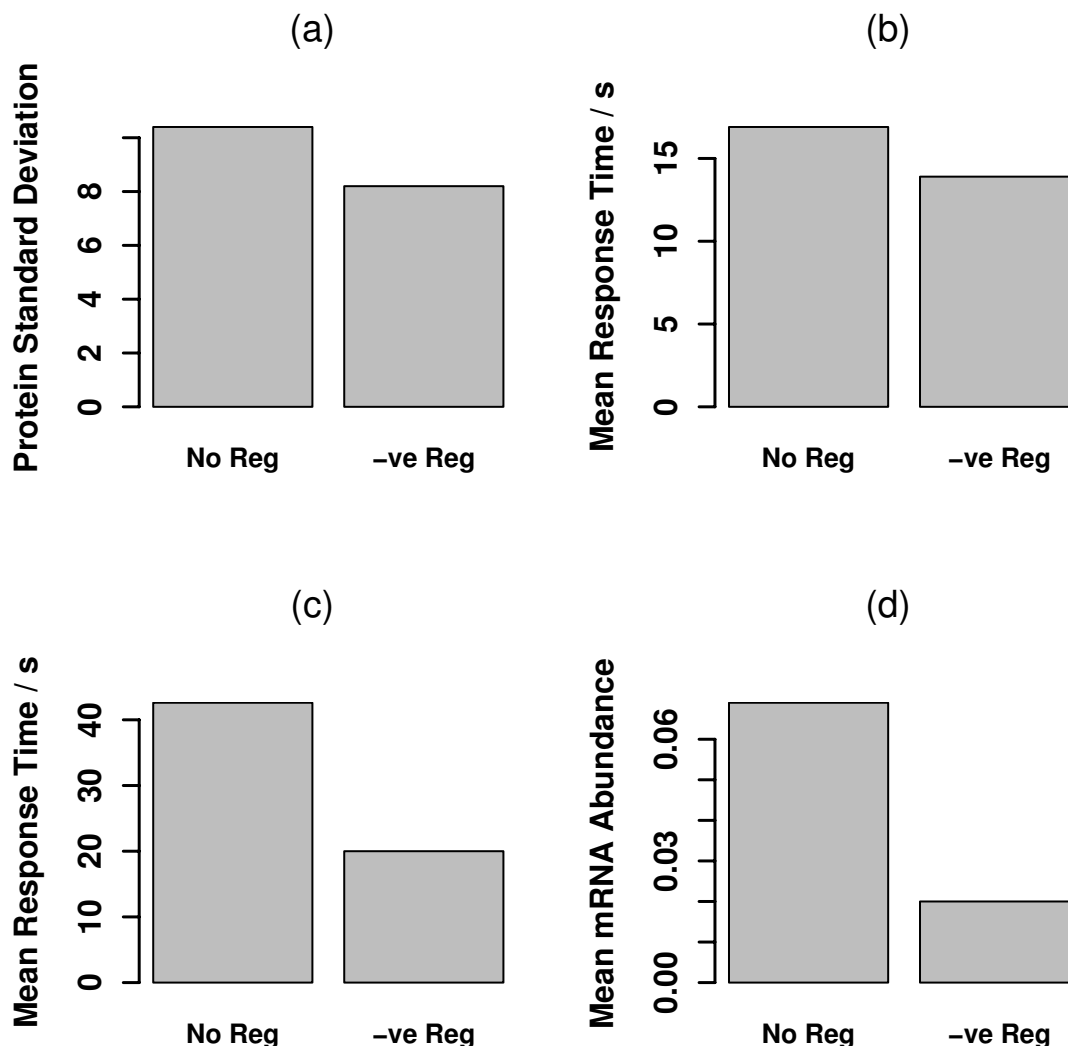 (a)
Protein Standard Deviation
8
6
4
2
0
No Reg
−ve Reg
(b)
Mean Response Time / s
15
10
5
0
No Reg
−ve Reg
(c)
Mean Response Time / s
40
30
20
10
0
No Reg
−ve Reg
(d)
Mean mRNA Abundance
0.06
0.03
0.00
No Reg
−ve Reg